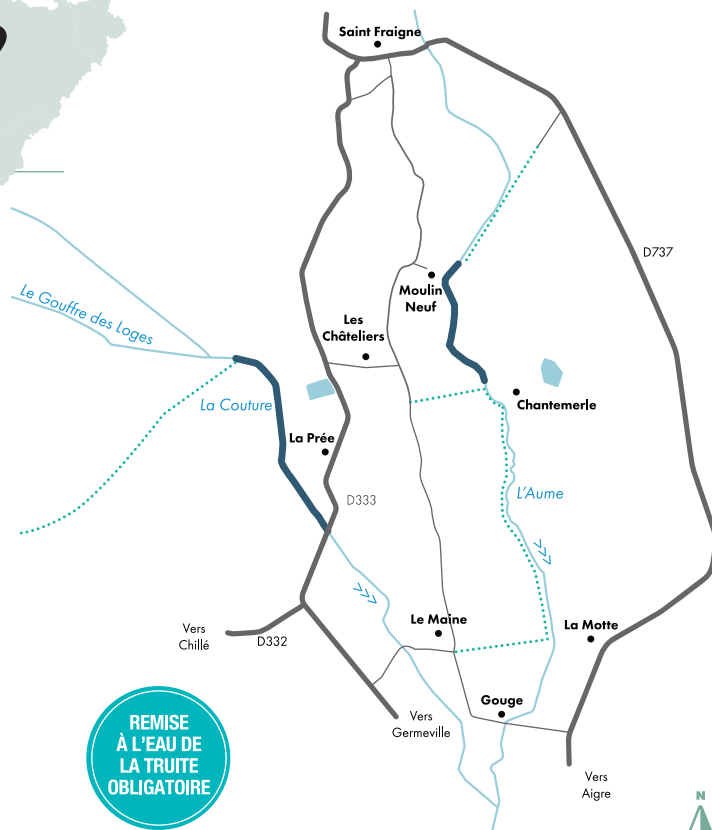 Saint Fraigne
D737
Moulin
Neuf
Le Gouffre des Loges
Les
Châteliers
La Couture
Chantemerle
La Prée
L'Aume
D333
Le Maine
La Motte
Vers
Chillé
D332
Gouge
Vers
Germeville
REMISE
À L'EAU DE
LA TRUITE
OBLIGATOIRE
Vers
Aigre
N